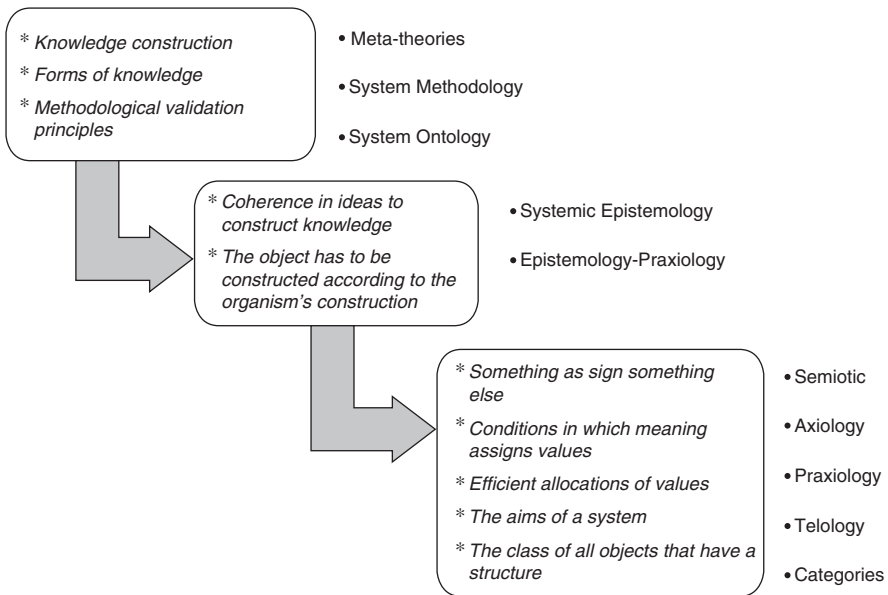 * Knowledge construction
* Forms of knowledge
* Methodological validation
principles
• Meta-theories
• System Methodology
• System Ontology
* Coherence in ideas to
construct knowledge
* The object has to be
constructed according to the
organism's construction
• Systemic Epistemology
• Epistemology-Praxiology
* Something as sign something
else
* Conditions in which meaning
assigns values
* Efficient allocations of values
* The aims of a system
* The class of all objects that have a
structure
• Semiotic
• Axiology
• Praxiology
• Telology
• Categories